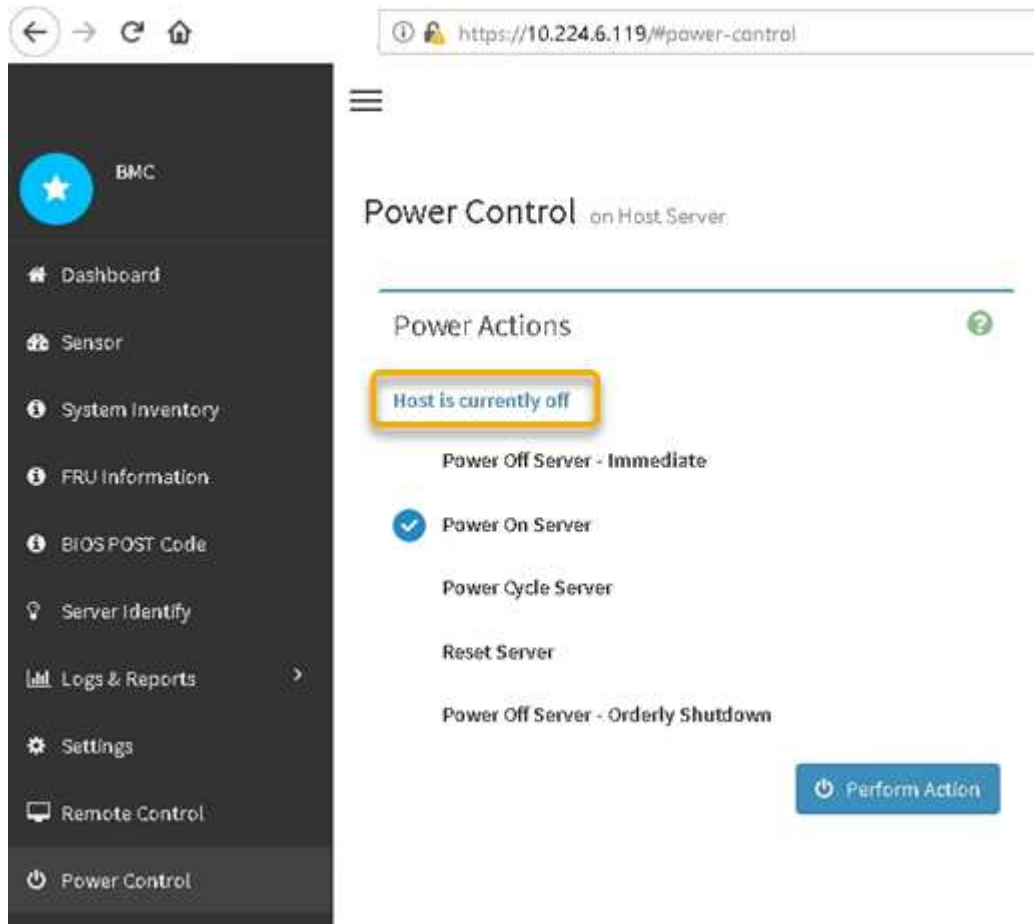 https://10.224.6.119/#power-control
BMC
Dashboard
Sensor
System Inventory
FRU Information
BIOS POST Code
Server Identify
Logs & Reports
Settings
Remote Control
Power Control
Power Control on Host Server
Power Actions
Host is currently off
Power Off Server - Immediate
Power On Server
Power Cycle Server
Reset Server
Power Off Server - Orderly Shutdown
Perform Action